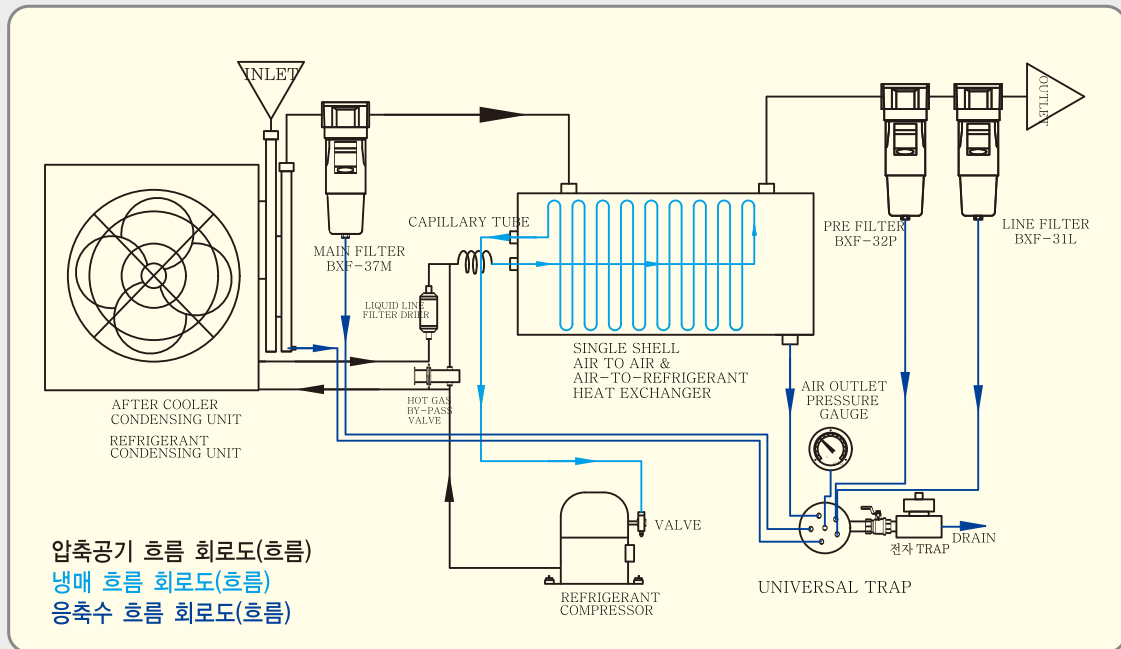 INLET
OUTLET
MAIN FILTER
BXF-37M
CAPILLARY TUBE
PRE FILTER
BXF-32P
LINE FILTER
BXF-31L
LIQUID LINE
FILTER DRIER
SINGLE SHELL
AIR TO AIR &
AIR-TO-REFRIGERANT
HEAT EXCHANGER
AIR OUTLET
PRESSURE
GAUGE
AFTER COOLER
CONDENSING UNIT
REFRIGERANT
CONDENSING UNIT
HOT GAS
BY-PASS
VALVE
VALVE
전자 TRAP
DRAIN
UNIVERSAL TRAP
REFRIGERANT
COMPRESSOR
압축공기 흐름 회로도(흐름)
냉매 흐름 회로도(흐름)
응축수 흐름 회로도(흐름)